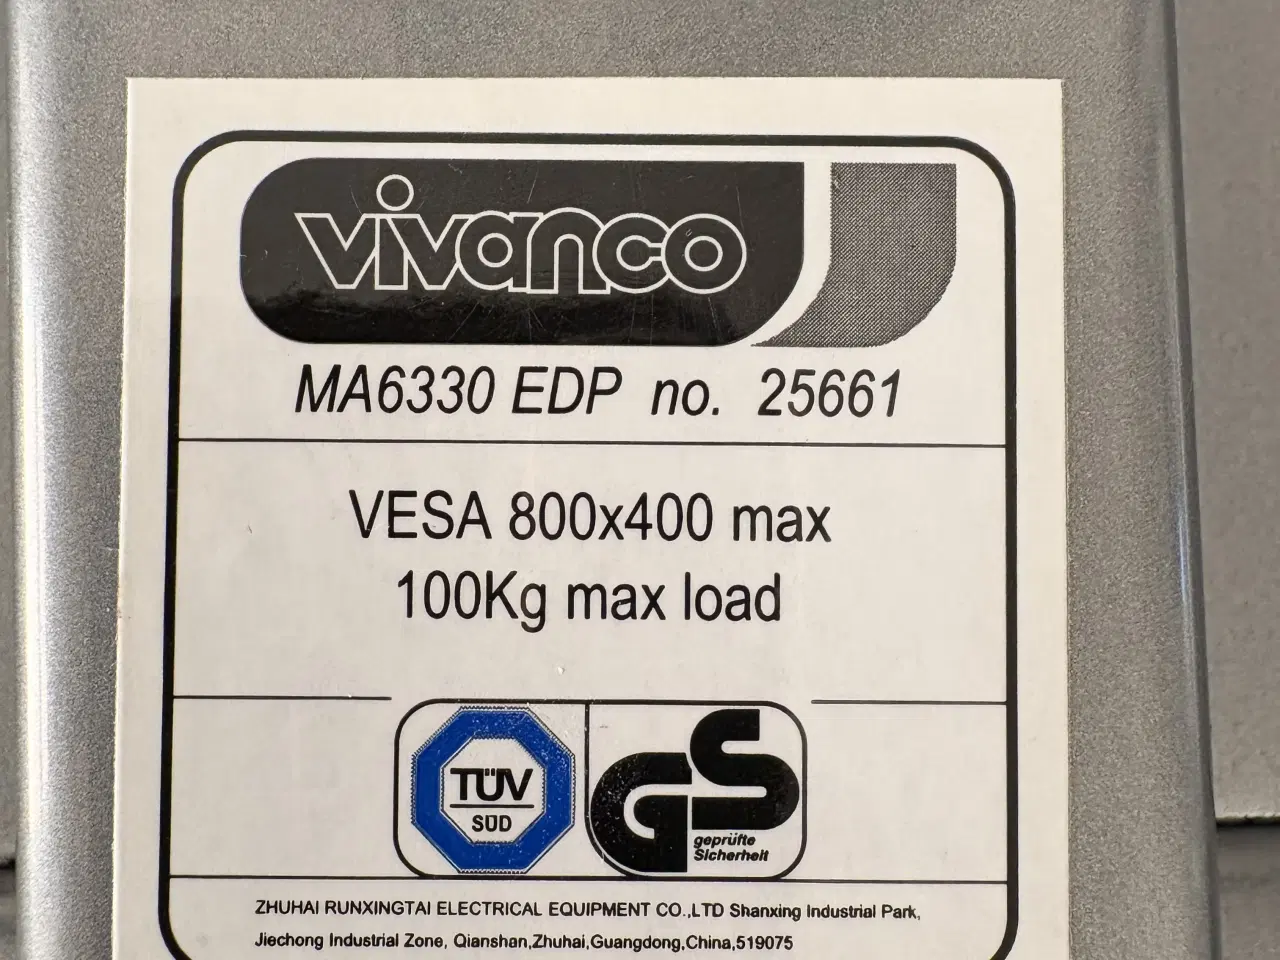 vivanco
MA6330 EDP no. 25661
VESA 800x400 max
100Kg max load
TÜV
SÜD
GS
geprüfte
Sicherheit
ZHUHAI RUNXINGTAI ELECTRICAL EQUIPMENT CO.,LTD Shanxing Industrial Park,
Jiechong Industrial Zone, Qianshan,Zhuhai,Guangdong,China,519075